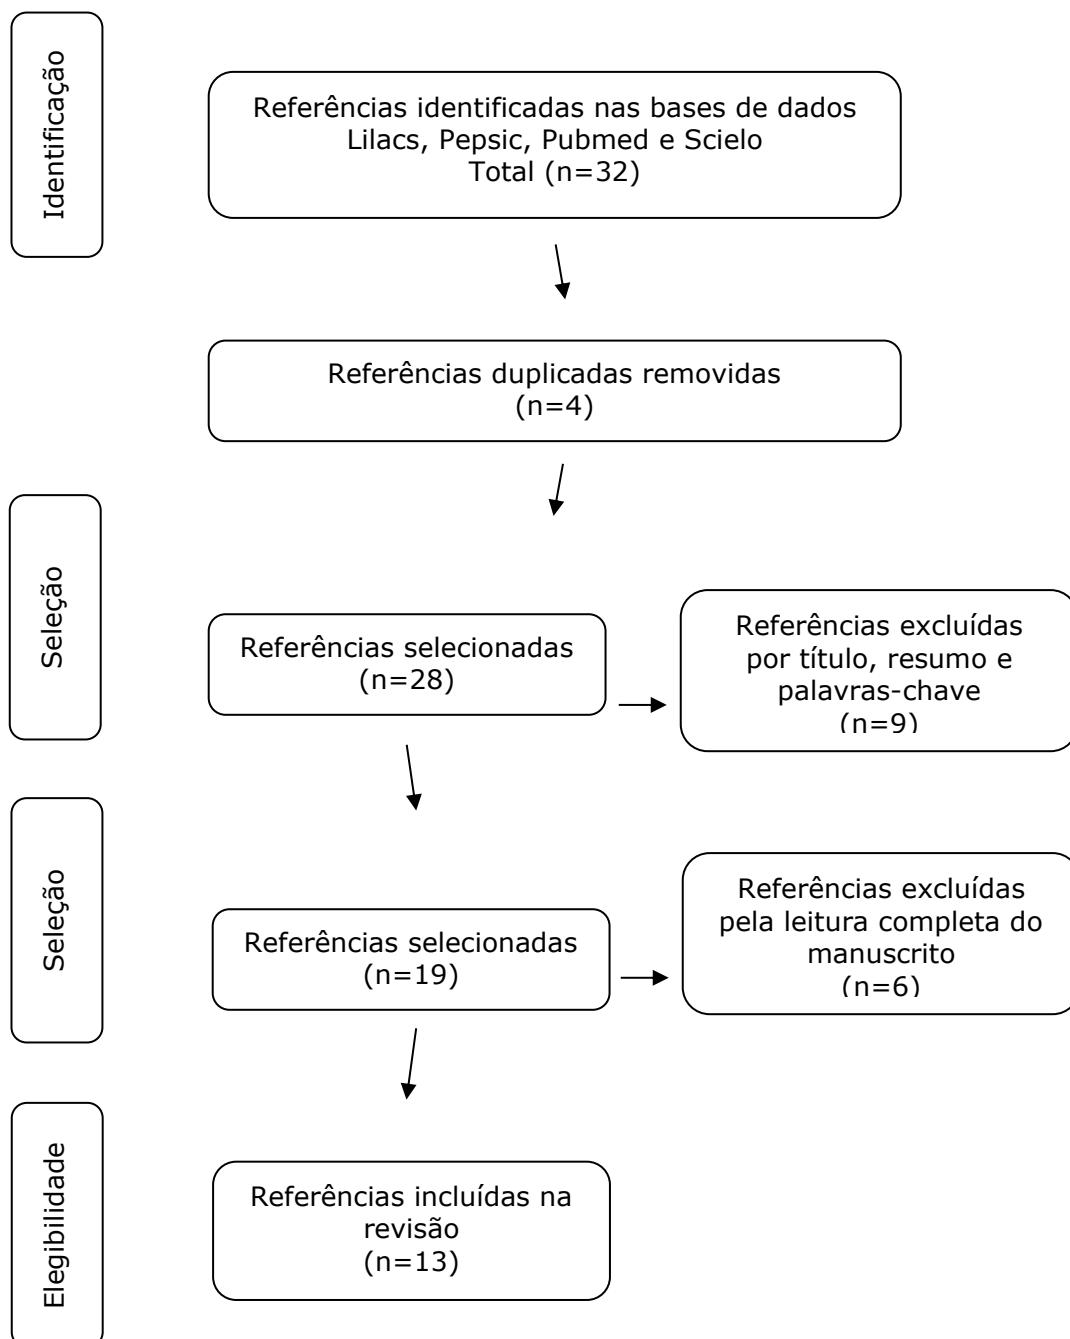 Identificação
Referências identificadas nas bases de dados
Lilacs, Pepsic, Pubmed e Scielo
Total (n=32)
Referências duplicadas removidas
(n=4)
Seleção
Referências selecionadas
(n=28)
Referências excluídas
por título, resumo e
palavras-chave
(n=9)
Seleção
Referências selecionadas
(n=19)
Referências excluídas
pela leitura completa do
manuscrito
(n=6)
Elegibilidade
Referências incluídas na
revisão
(n=13)